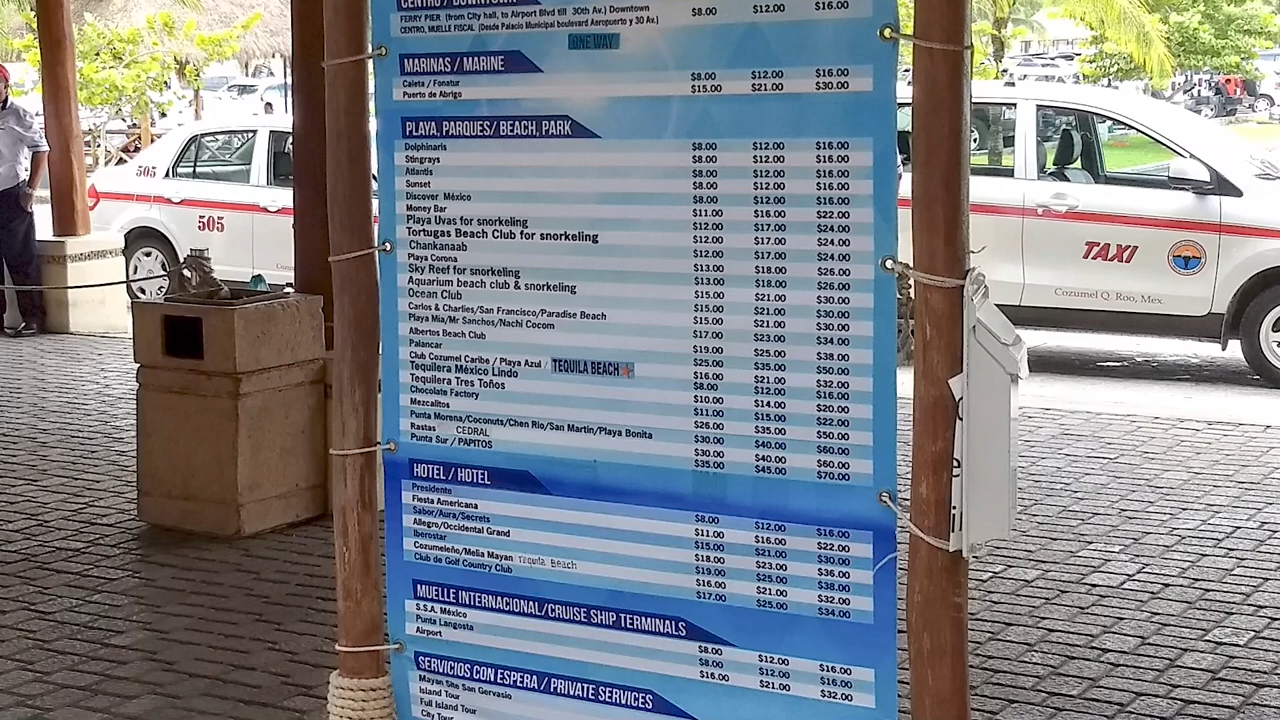 CENTRO / DOWNTOWN
FERRY PIER (from City hall, to Airport Blvd till 30th Av.) Downtown $8.00 $12.00 $16.00
CENTRO, MUELLE FISCAL (Desde Palacio Municipal boulevard Aeropuerto y 30 Av.)
ONE WAY
MARINAS / MARINE
Caleta / Fonatur $8.00 $12.00 $16.00
Puerto de Abrigo $15.00 $21.00 $30.00
PLAYA, PARQUES/ BEACH, PARK
Dolphinaris $8.00 $12.00 $16.00
Stingrays $8.00 $12.00 $16.00
Atlantis $8.00 $12.00 $16.00
Sunset $8.00 $12.00 $16.00
Discover México $8.00 $12.00 $16.00
Money Bar $11.00 $16.00 $22.00
Playa Uvas for snorkeling $12.00 $17.00 $24.00
Tortugas Beach Club for snorkeling $12.00 $17.00 $24.00
Chankanaab $12.00 $17.00 $24.00
Playa Corona $13.00 $18.00 $26.00
Sky Reef for snorkeling $13.00 $18.00 $26.00
Aquarium beach club & snorkeling $15.00 $21.00 $30.00
Ocean Club $15.00 $21.00 $30.00
Carlos & Charlies/San Francisco/Paradise Beach $15.00 $21.00 $30.00
Playa Mia/Mr Sanchos/Nachi Cocom $17.00 $23.00 $34.00
Albertos Beach Club $19.00 $25.00 $38.00
Palancar $25.00 $35.00 $50.00
Club Cozumel Caribe / Playa Azul / TEQUILA BEACH $16.00 $21.00 $32.00
Tequilera México Lindo $8.00 $12.00 $16.00
Tequilera Tres Toños $10.00 $14.00 $20.00
Chocolate Factory $11.00 $15.00 $22.00
Mezcalitos $26.00 $35.00 $50.00
Punta Morena/Coconuts/Chen Rio/San Martin/Playa Bonita $30.00 $40.00 $60.00
Rastas CEDRAL $30.00 $40.00 $60.00
Punta Sur / PAPITOS $35.00 $45.00 $70.00
HOTEL / HOTEL
Presidente $8.00 $12.00 $16.00
Fiesta Americana $11.00 $16.00 $22.00
Sabor/Aura/Secrets $15.00 $21.00 $30.00
Allegro/Occidental Grand $18.00 $23.00 $36.00
Iberostar $19.00 $25.00 $38.00
Cozumeleño/Melia Mayan Tequila Beach $16.00 $21.00 $32.00
Club de Golf Country Club $17.00 $25.00 $34.00
MUELLE INTERNACIONAL/CRUISE SHIP TERMINALS
S.S.A. México $8.00 $12.00 $16.00
Punta Langosta $8.00 $12.00 $16.00
Airport $16.00 $21.00 $32.00
SERVICIOS CON ESPERA / PRIVATE SERVICES
Mayan Site San Gervasio
Island Tour
Full Island Tour
City Tour
505
505
TAXI
Cozumel Q. Roo, Mex.